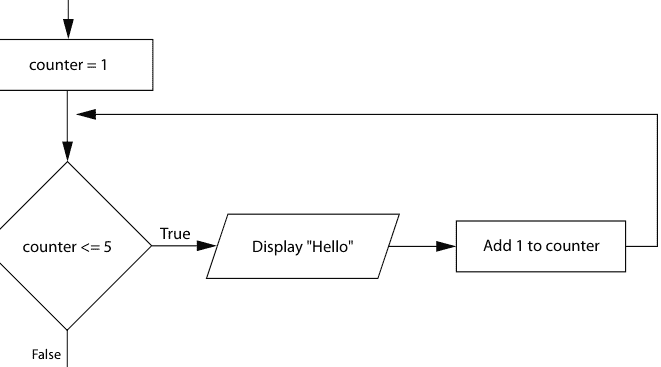 counter = 1
counter <= 5
True
Display "Hello"
Add 1 to counter
False